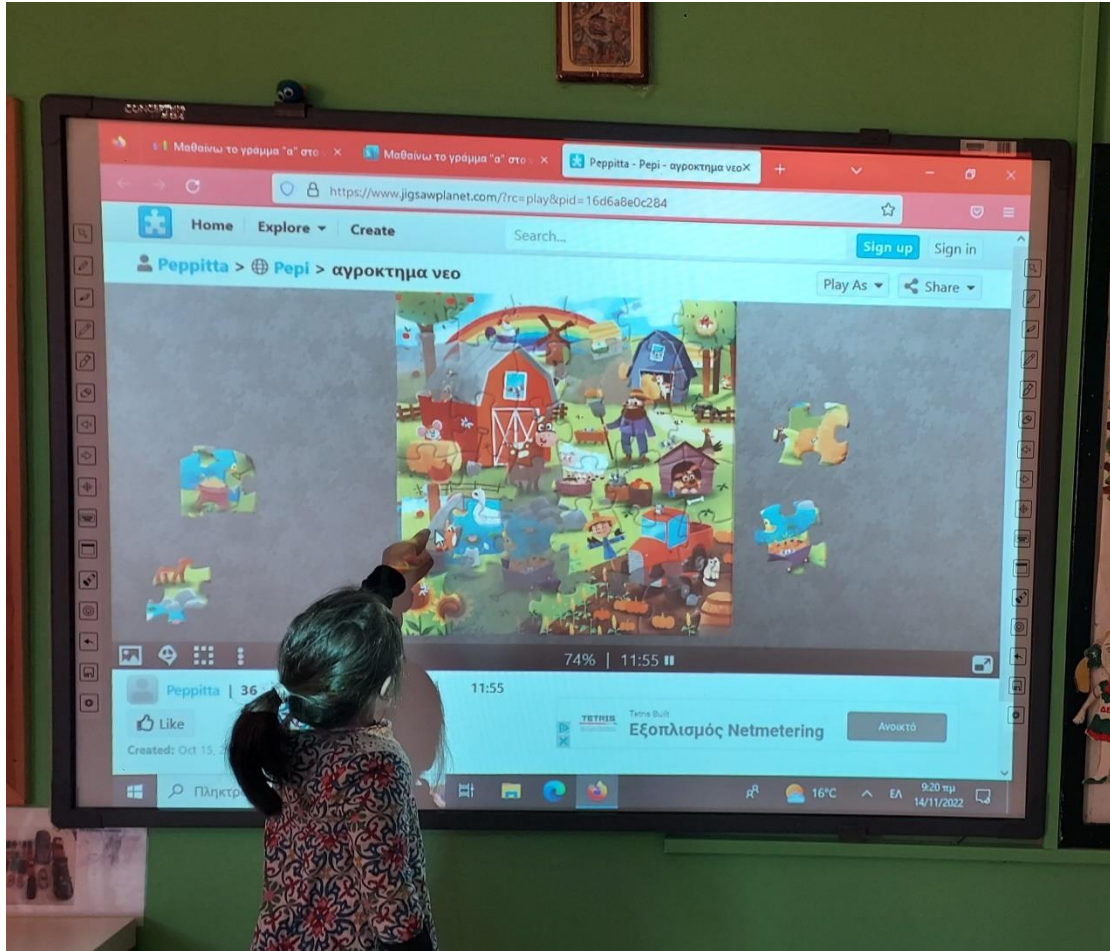 Μαθαίνω το γράμμα "α" στο
Μαθαίνω το γράμμα "α" στο
Peppitta - Pepi - αγροκτημα νεο
https://www.jigsawplanet.com/?rc=play&pid=16d6a8e0c284
Home Explore Create Search... Sign up Sign in
Peppitta > Pepi > αγροκτημα νεο
Play As Share
74% | 11:55
Peppitta | 36 11:55
Like
TETRIS Tetris Built
Εξοπλισμός Netmetering Ανοικτό
Created: Oct 15, 2
Πληκτρ 16°C ΕΛ 9:20 πμ
14/11/2022